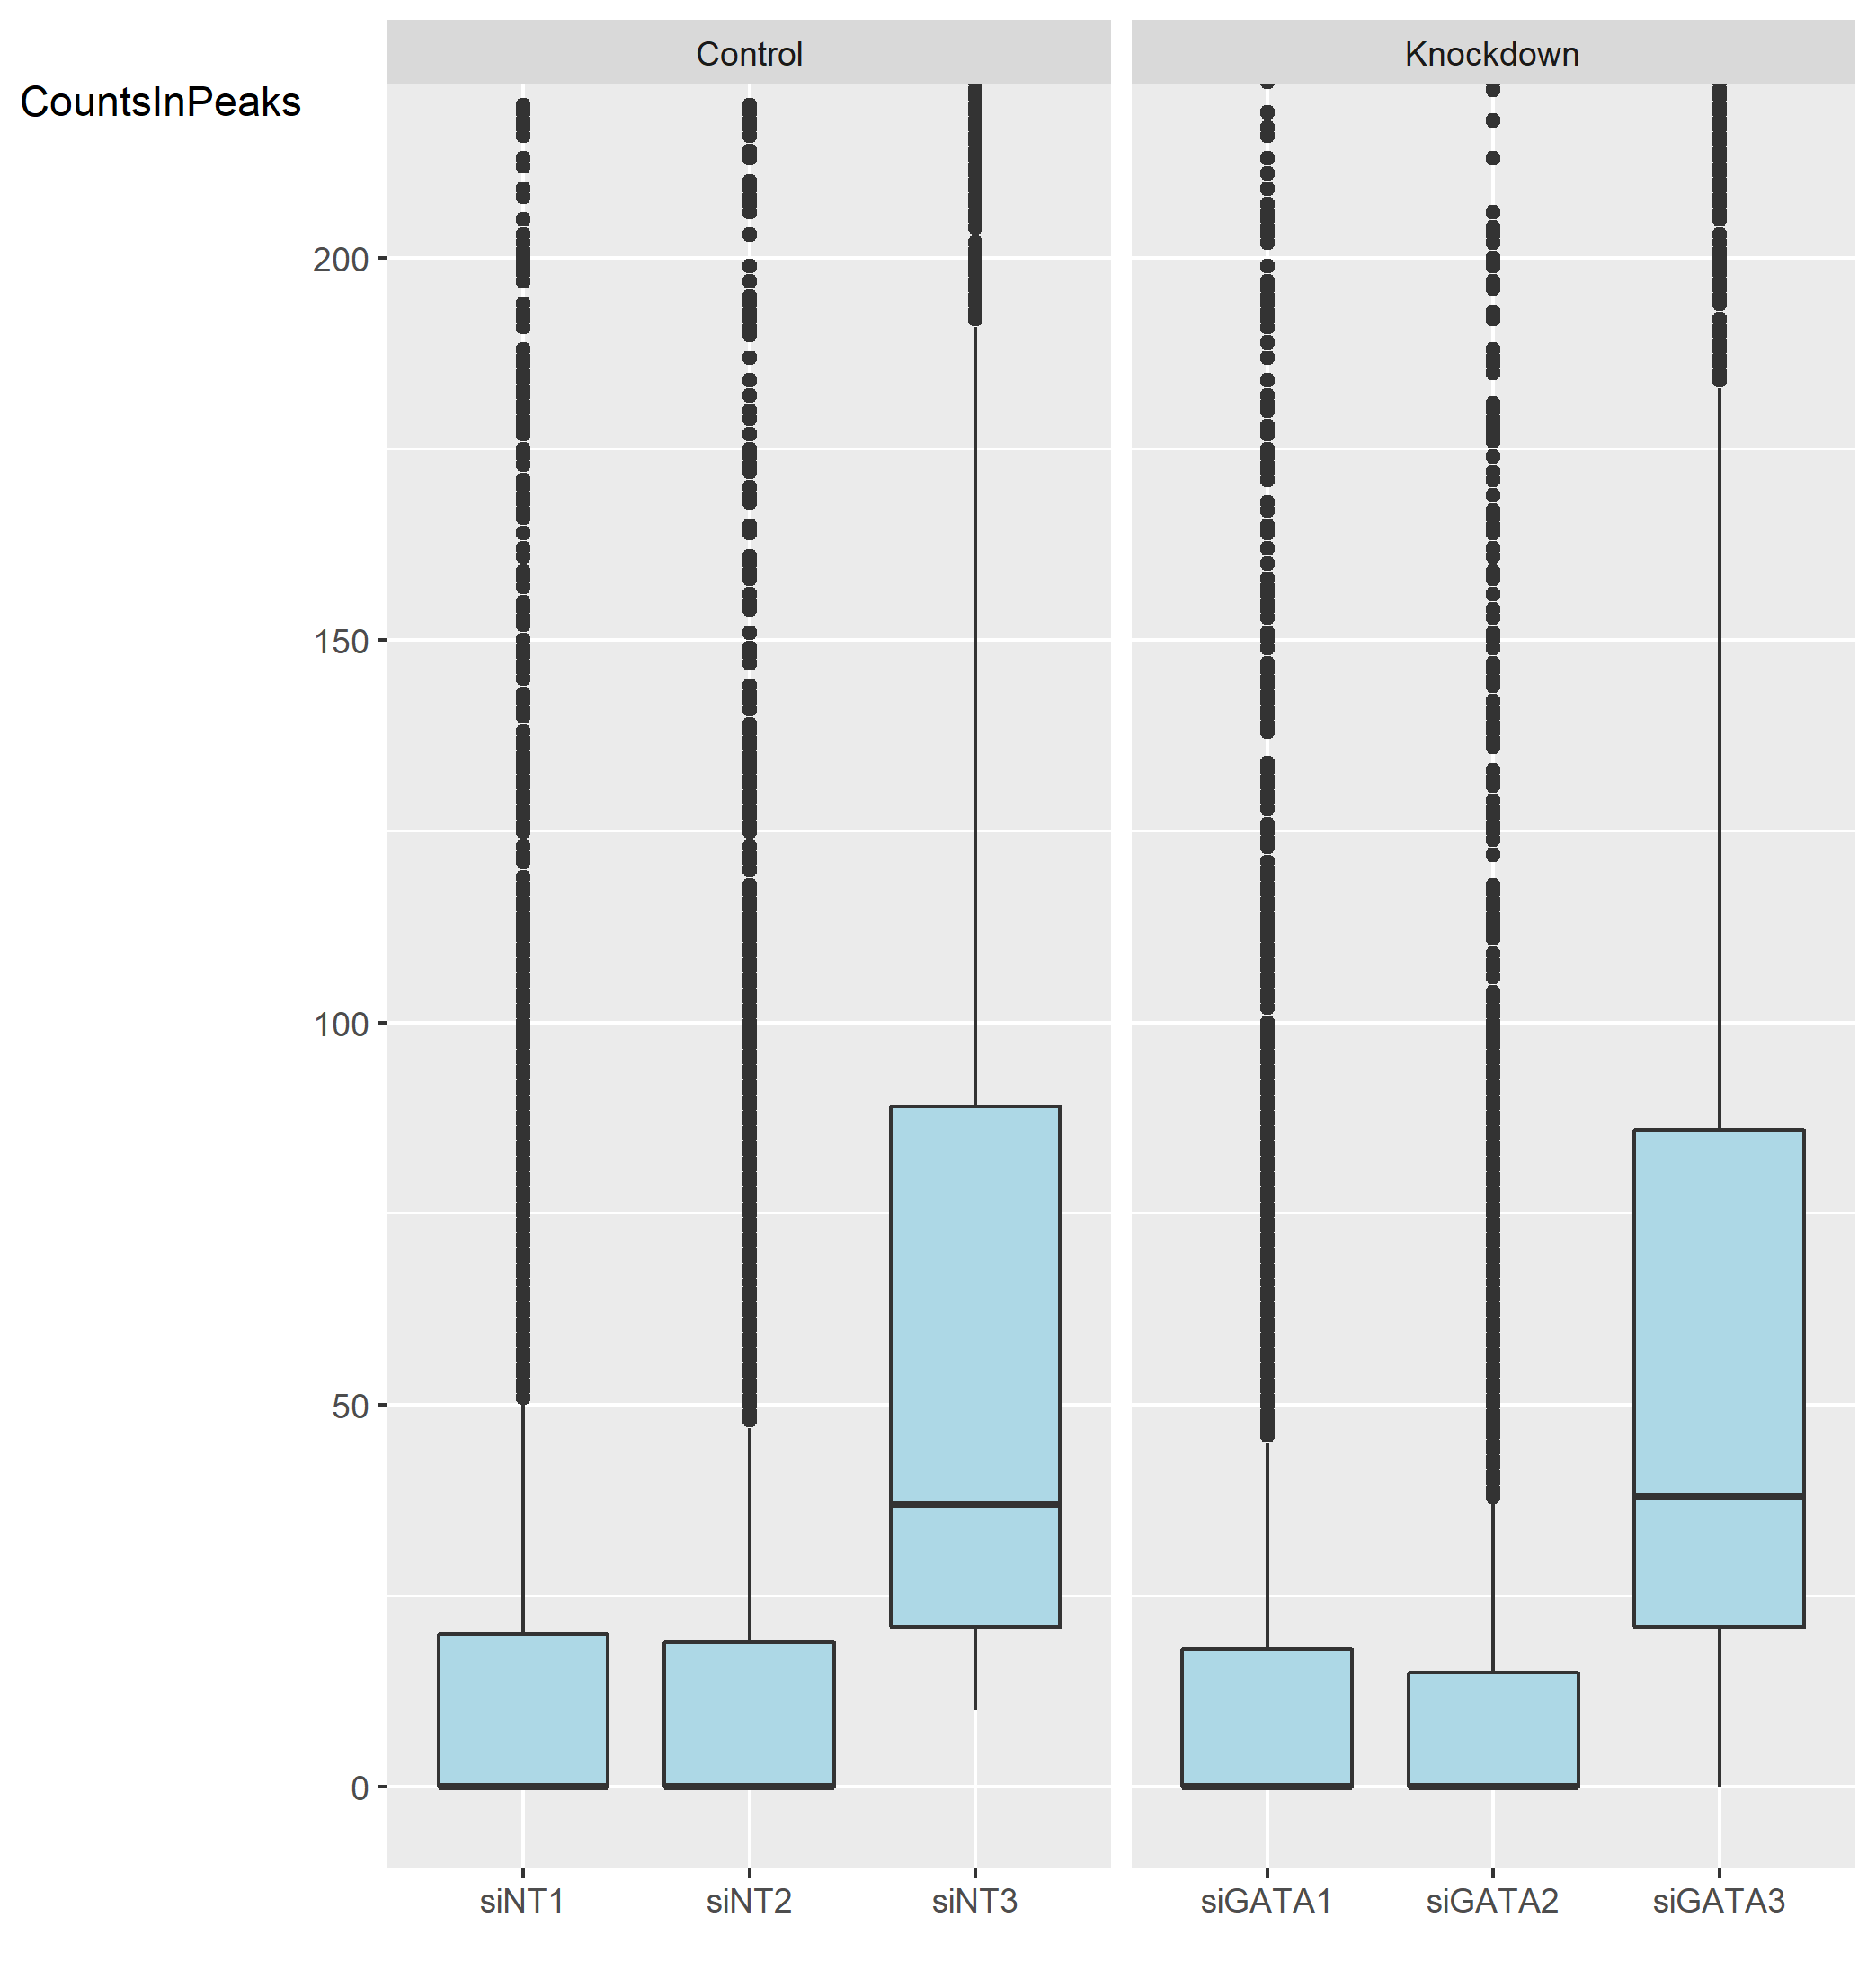 Control Knockdown
CountsInPeaks
200
150
100
50
0
siNT1 siNT2 siNT3 siGATA1 siGATA2 siGATA3